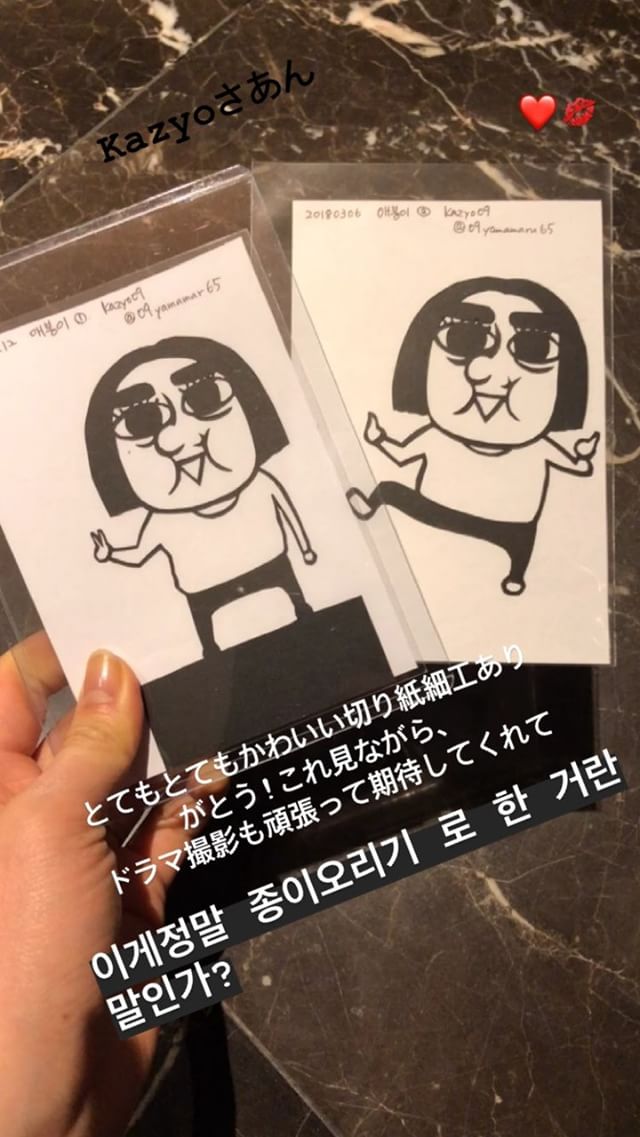 Kazyoさあん
❤️💋
20180306 애봉이 ③ kazyo09
@09yamamaru65
12 애봉이 ① kazyo09
@09yamamar65
とてもとてもかわいい切り紙細工あり
がとう！これ見ながら、
ドラマ撮影も頑張って期待してくれて
이게정말 종이오리기 로 한 거란
말인가?